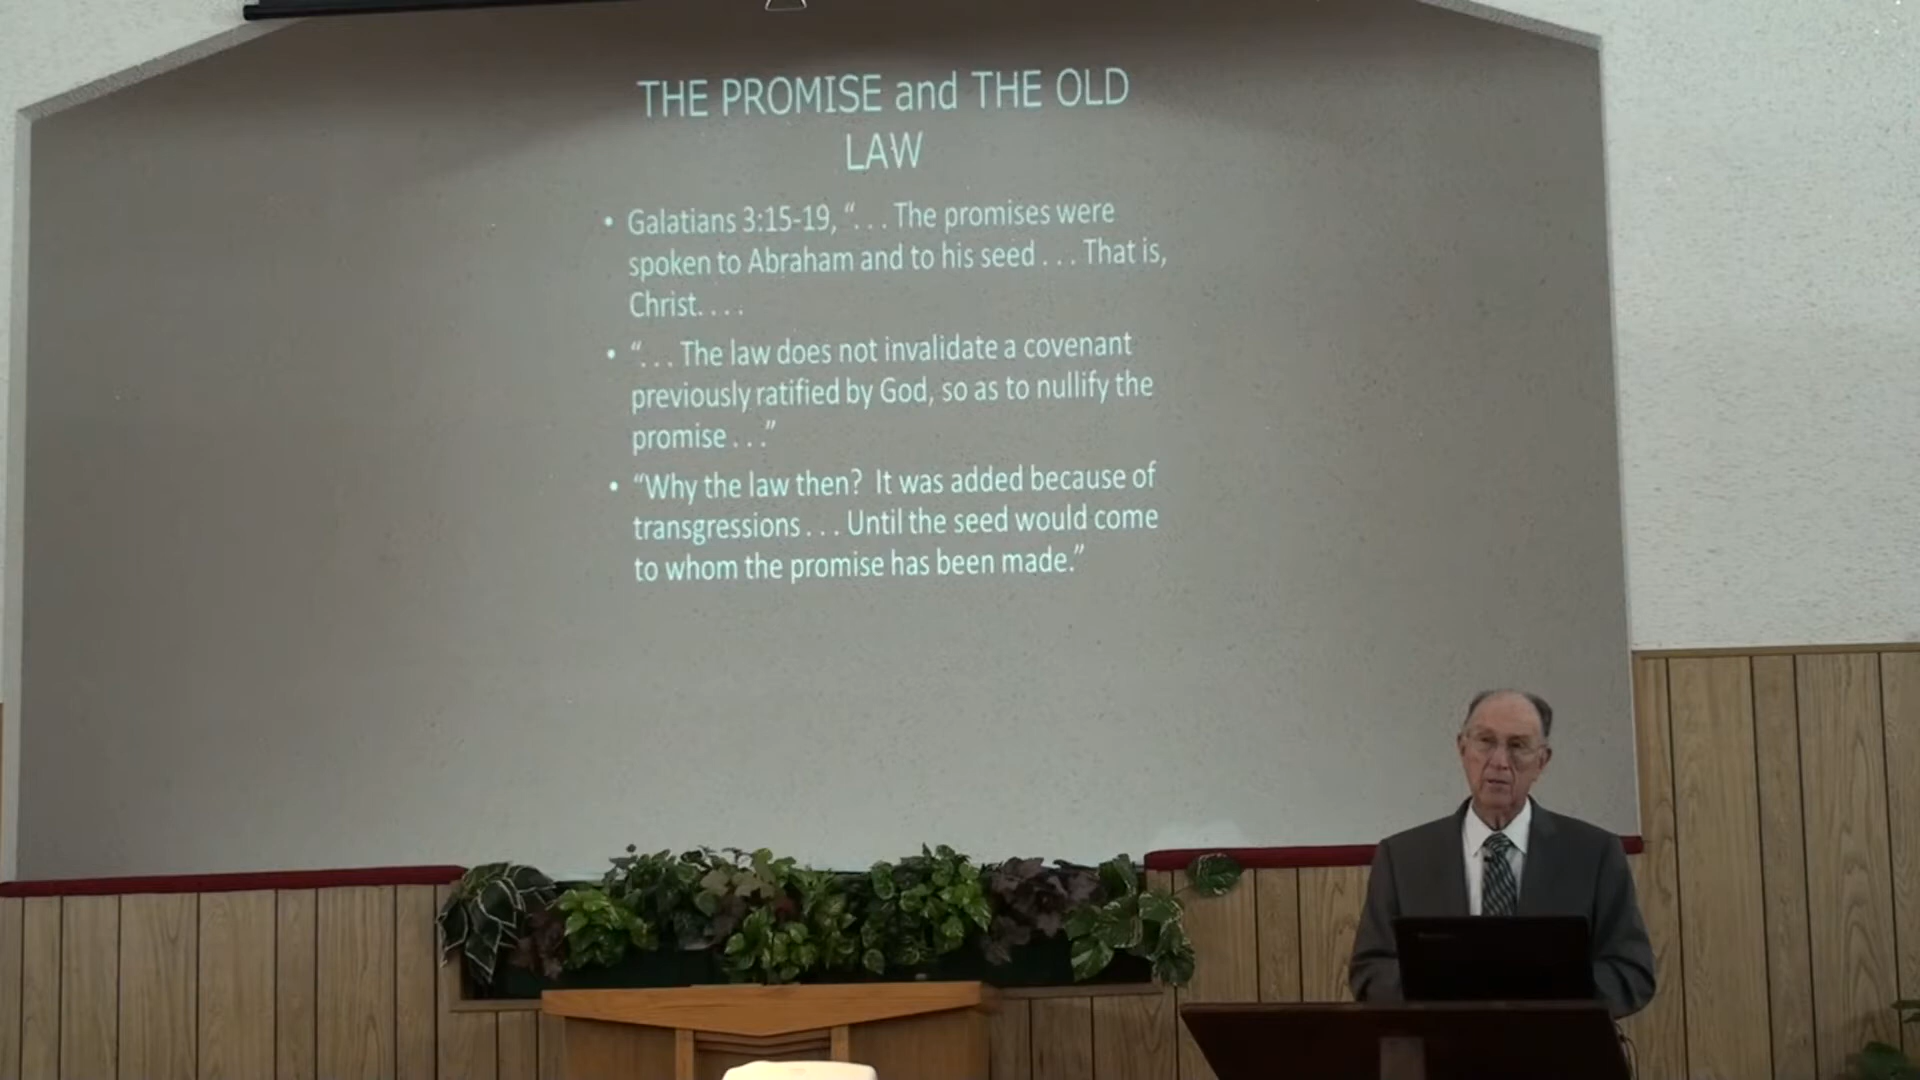 THE PROMISE and THE OLD
LAW
• Galatians 3:15-19, “. . . The promises were
spoken to Abraham and to his seed . . . That is,
Christ. . . .
• “. . . The law does not invalidate a covenant
previously ratified by God, so as to nullify the
promise . . .”
• “Why the law then?  It was added because of
transgressions . . . Until the seed would come
to whom the promise has been made.”